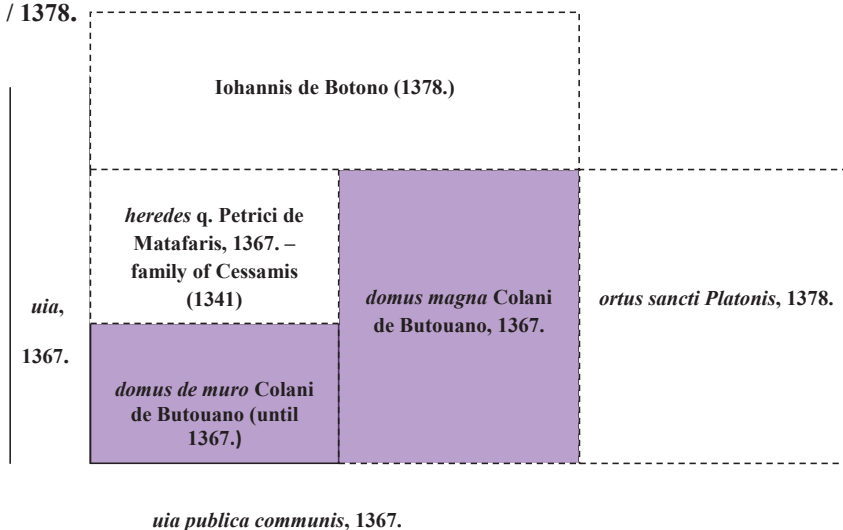 / 1378.
Iohannis de Botono (1378.)
heredes q. Petrici de
Matafaris, 1367. –
family of Cessamis
(1341)
domus magna Colani
de Butouano, 1367.
ortus sancti Platonis, 1378.
uia,
1367.
domus de muro Colani
de Butouano (until
1367.)
uia publica communis, 1367.